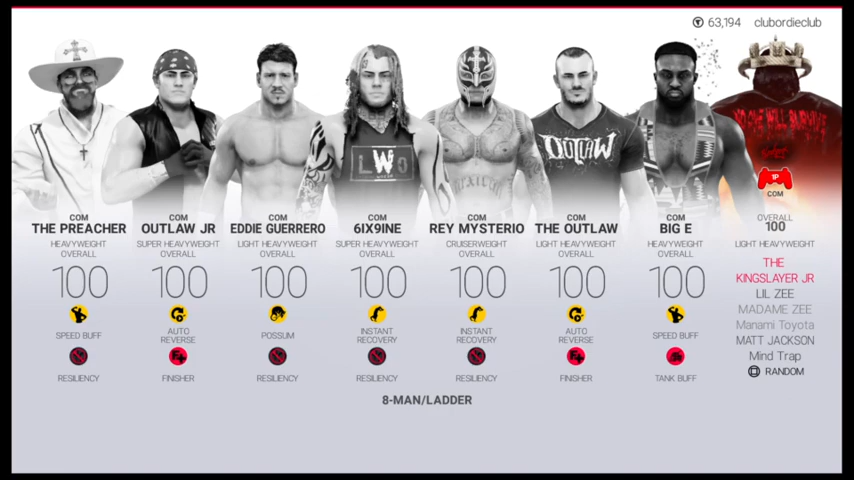 63,194 clubordieclub
LWO
OUTLAW
1P
COM
COM
THE PREACHER
HEAVYWEIGHT
OVERALL
100
SPEED BUFF
RESILIENCY
COM
OUTLAW JR
SUPER HEAVYWEIGHT
OVERALL
100
AUTO
REVERSE
FINISHER
COM
EDDIE GUERRERO
LIGHT HEAVYWEIGHT
OVERALL
100
POSSUM
RESILIENCY
COM
6IX9INE
SUPER HEAVYWEIGHT
OVERALL
100
INSTANT
RECOVERY
RESILIENCY
COM
REY MYSTERIO
CRUISERWEIGHT
OVERALL
100
INSTANT
RECOVERY
RESILIENCY
COM
THE OUTLAW
LIGHT HEAVYWEIGHT
OVERALL
100
AUTO
REVERSE
FINISHER
COM
BIG E
HEAVYWEIGHT
OVERALL
100
SPEED BUFF
TANK BUFF
OVERALL
100
LIGHT HEAVYWEIGHT
THE
KINGSLAYER JR
LIL ZEE
MADAME ZEE
Manami Toyota
MATT JACKSON
Mind Trap
RANDOM
8-MAN/LADDER